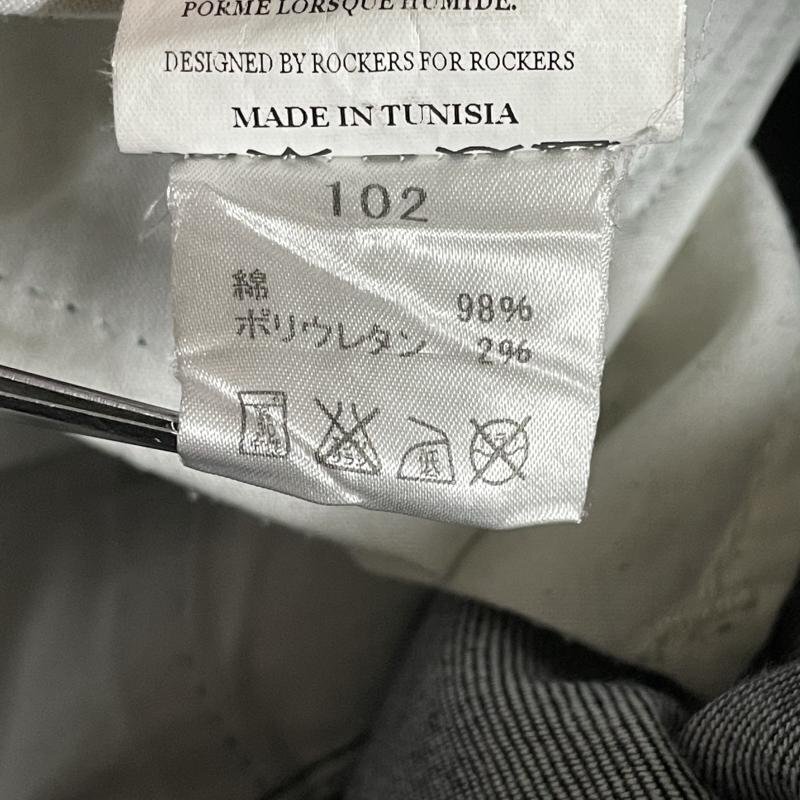 PORME LORSQUE HUMIDE.
DESIGNED BY ROCKERS FOR ROCKERS
MADE IN TUNISIA
102
綿 98%
ポリウレタン 2%
低